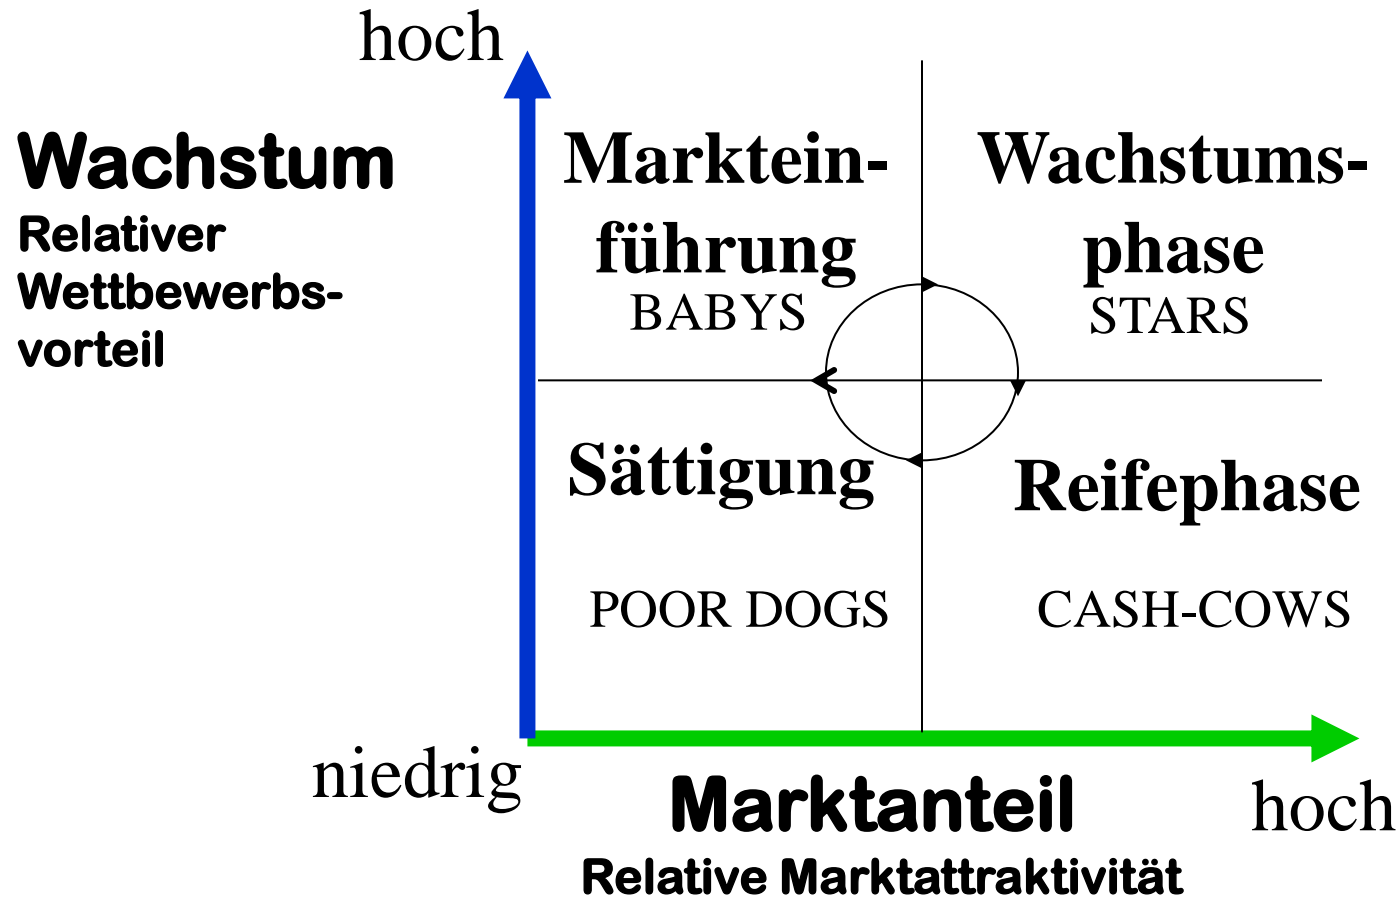 hoch
Wachstum
Relativer
Wettbewerbs-
vorteil
Marktein-
führung
BABYS
Wachstums-
phase
STARS
Sättigung
POOR DOGS
Reifephase
CASH-COWS
niedrig
Marktanteil
hoch
Relative Marktattraktivität